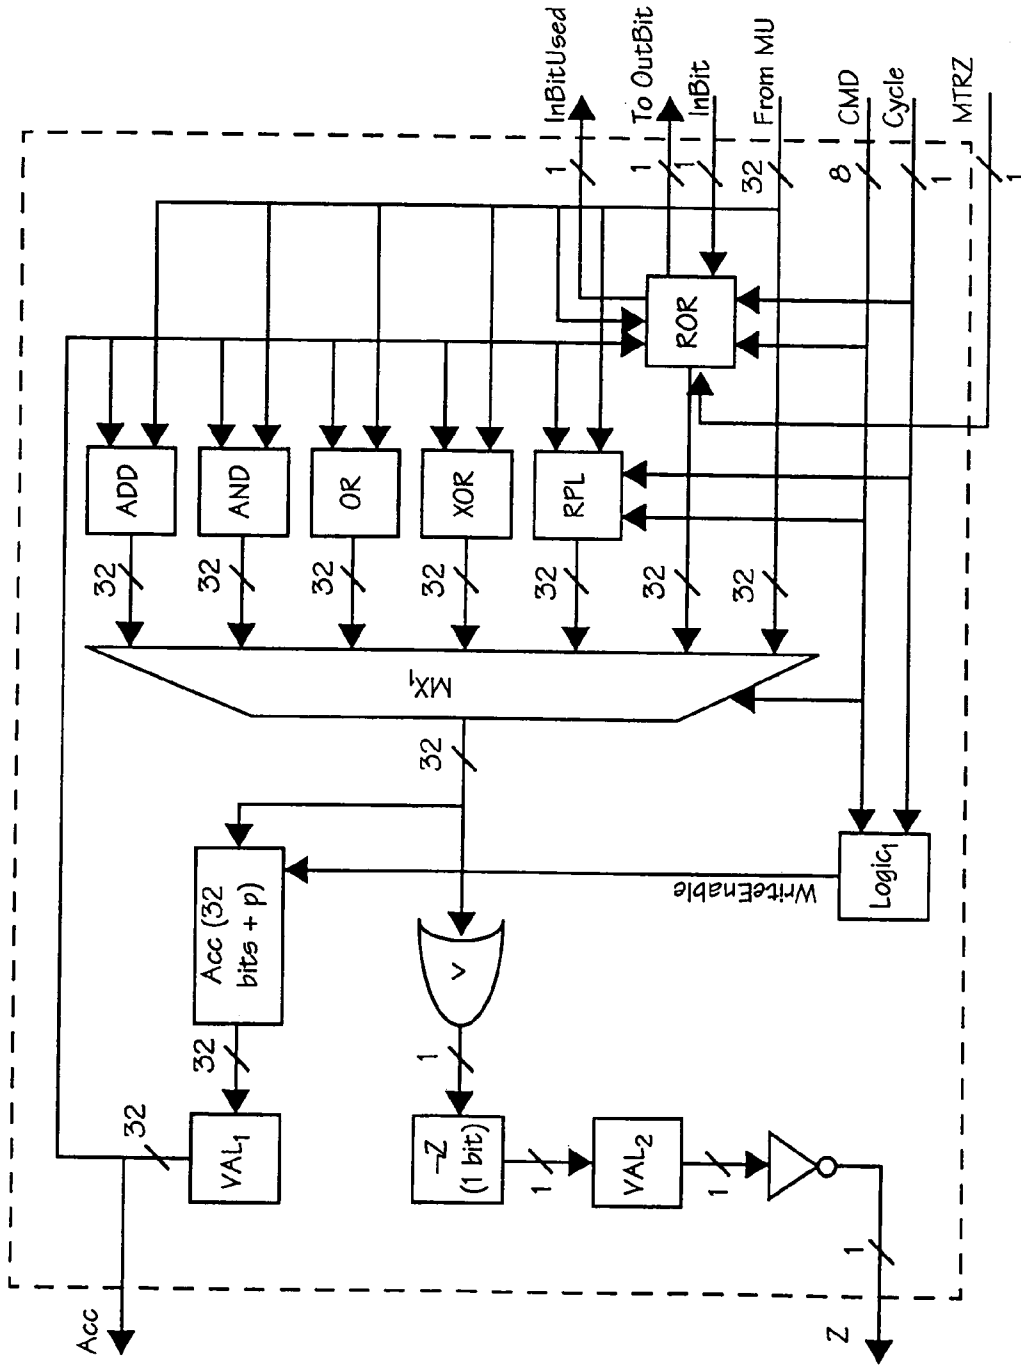 InBitUsed
To OutBit
InBit
From MU
CMD
Cycle
MTRZ
1
1
1
32
8
1
1
ADD
AND
OR
XOR
RPL
ROR
32
32
32
32
32
32
32
MX1
32
Acc (32
bits + p)
WriteEnable
Logic1
v
32
1
32
VAL1
¬Z
(1 bit)
1
VAL2
1
1
Acc
Z